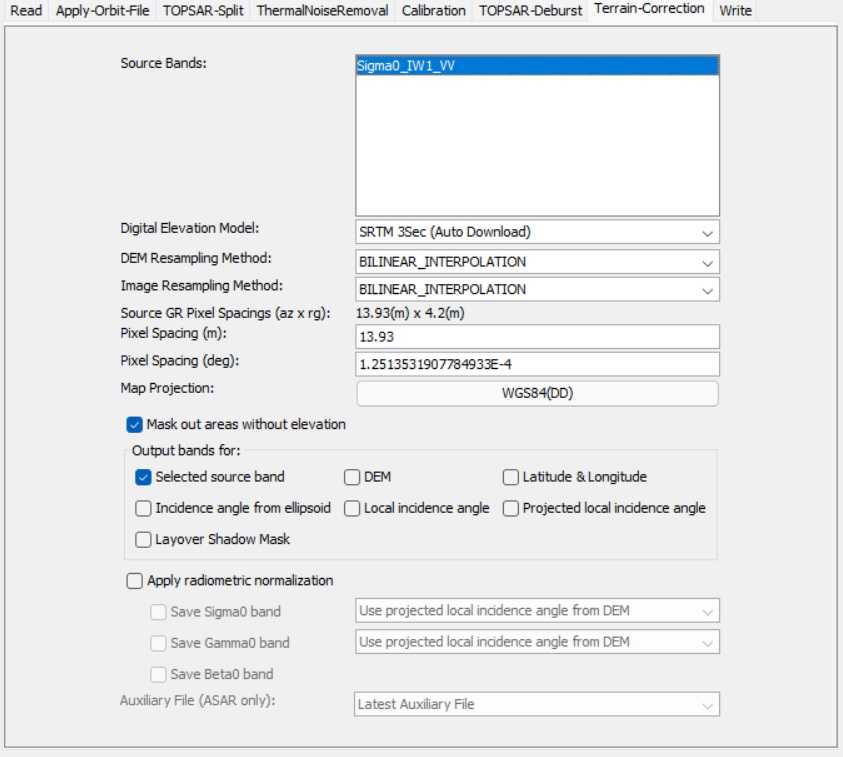 Read Apply-Orbit-File TOPSAR-Split ThermalNoiseRemoval Calibration TOPSAR-Deburst Terrain-Correction Write
Source Bands: Sigma0_IW1_VV
Digital Elevation Model: SRTM 3Sec (Auto Download)
DEM Resampling Method: BILINEAR_INTERPOLATION
Image Resampling Method: BILINEAR_INTERPOLATION
Source GR Pixel Spacings (az x rg): 13.93(m) x 4.2(m)
Pixel Spacing (m): 13.93
Pixel Spacing (deg): 1.2513531907784933E-4
Map Projection: WGS84(DD)
Mask out areas without elevation
Output bands for:
Selected source band DEM Latitude & Longitude
Incidence angle from ellipsoid Local incidence angle Projected local incidence angle
Layover Shadow Mask
Apply radiometric normalization
Save Sigma0 band Use projected local incidence angle from DEM
Save Gamma0 band Use projected local incidence angle from DEM
Save Beta0 band
Auxiliary File (ASAR only): Latest Auxiliary File